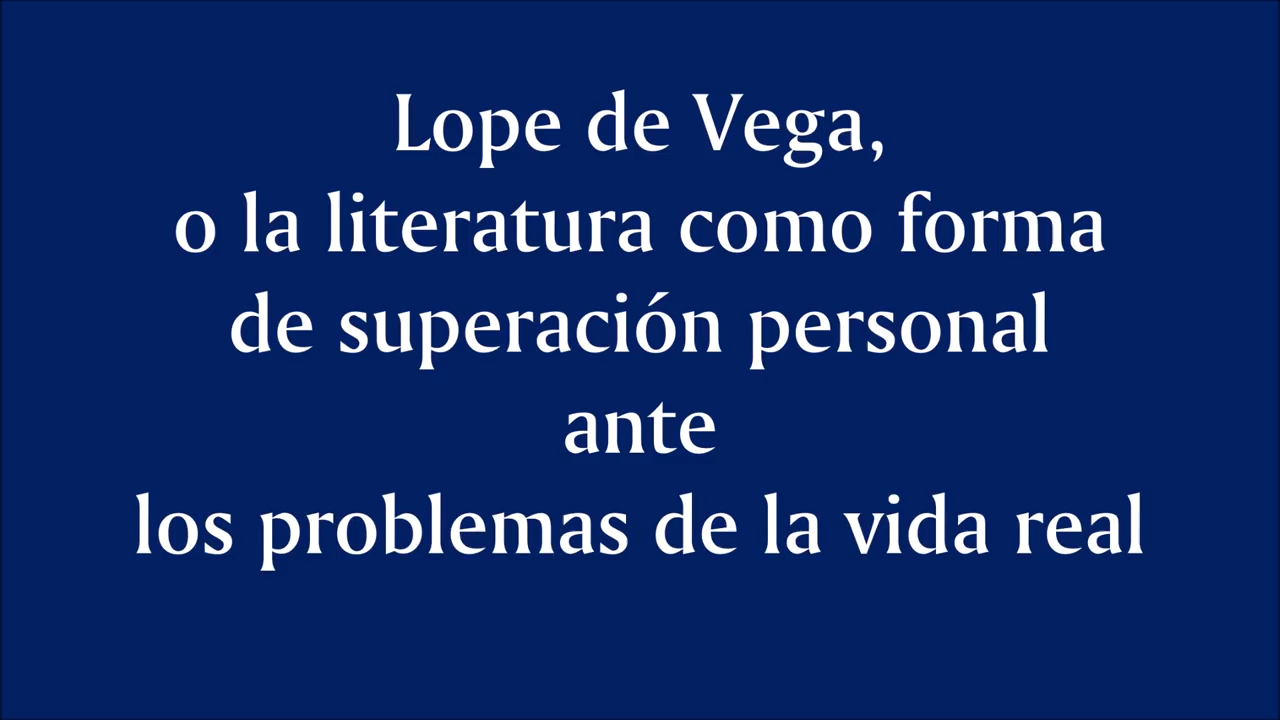 Lope de Vega,
o la literatura como forma
de superación personal
ante
los problemas de la vida real